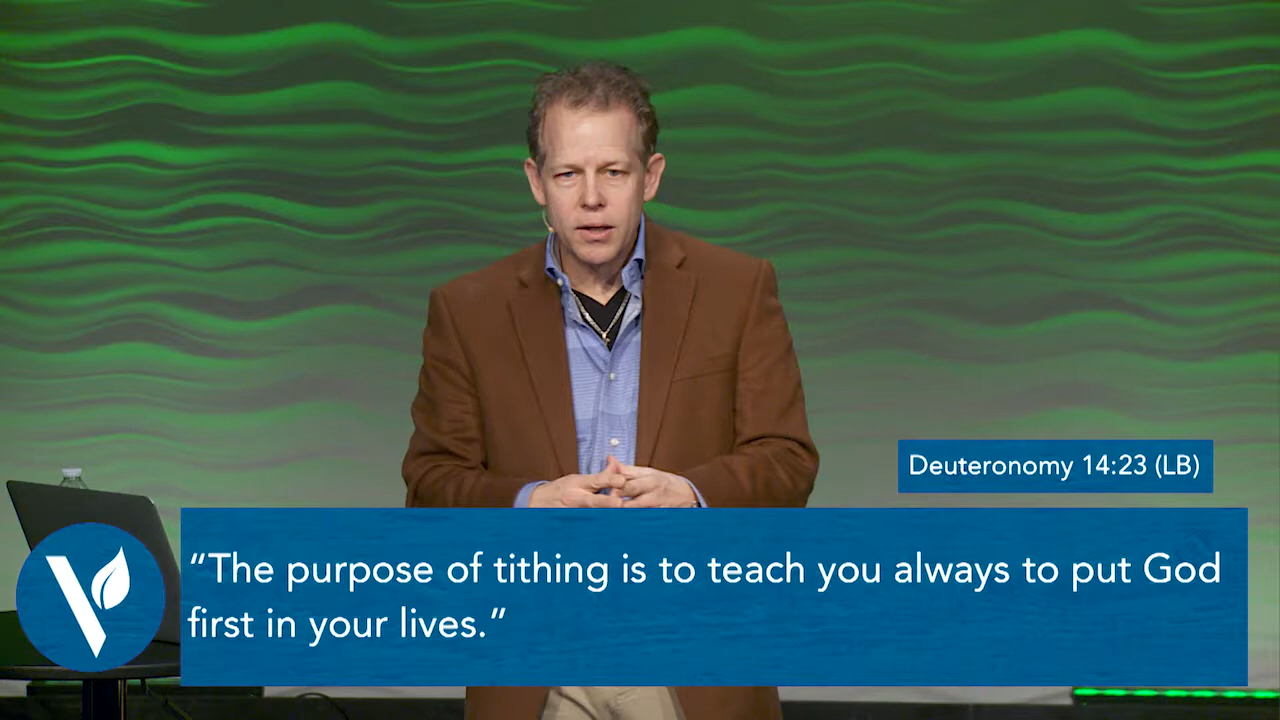 Deuteronomy 14:23 (LB)
“The purpose of tithing is to teach you always to put God
first in your lives.”